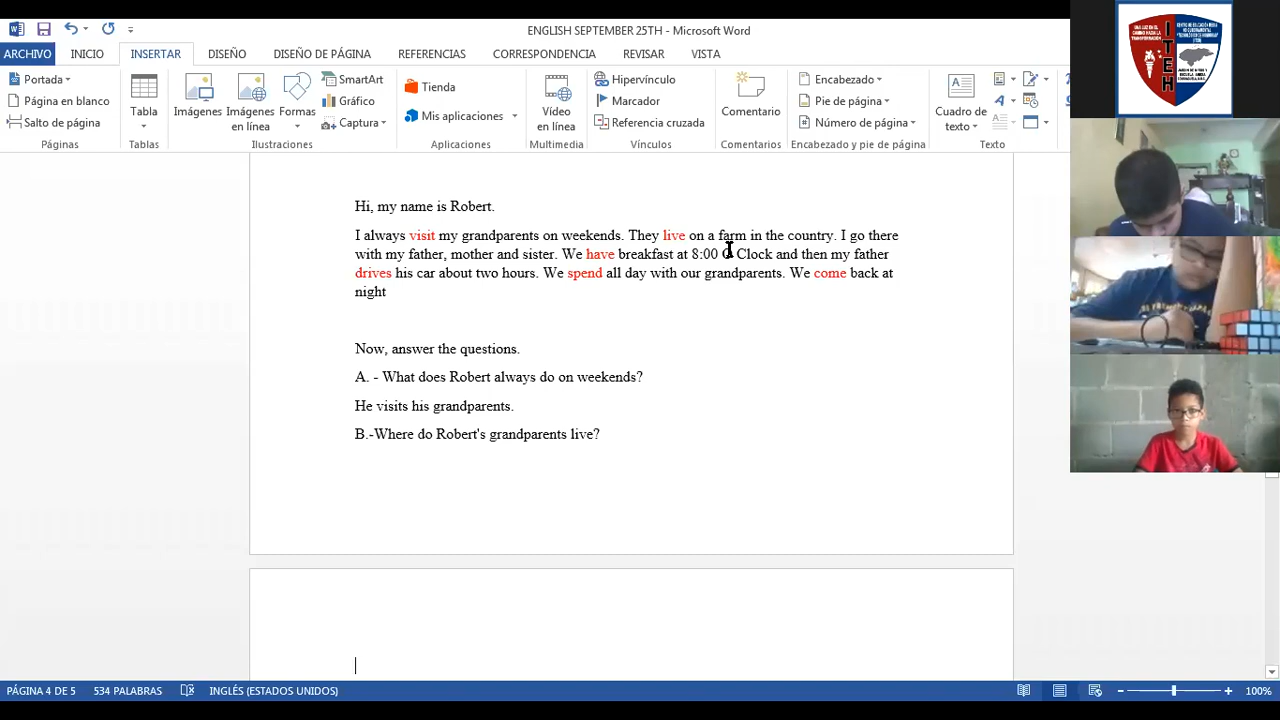 ENGLISH SEPTEMBER 25TH - Microsoft Word
ARCHIVO INICIO INSERTAR DISEÑO DISEÑO DE PÁGINA REFERENCIAS CORRESPONDENCIA REVISAR VISTA
Portada
Página en blanco
Salto de página
Páginas
Tabla
Tablas
Imágenes
Imágenes en línea
Formas
SmartArt
Gráfico
Captura
Ilustraciones
Tienda
Mis aplicaciones
Aplicaciones
Vídeo en línea
Multimedia
Hipervínculo
Marcador
Referencia cruzada
Vínculos
Comentario
Comentarios
Encabezado
Pie de página
Número de página
Encabezado y pie de página
Cuadro de texto
Texto
ITEH
Hi, my name is Robert.
I always visit my grandparents on weekends. They live on a farm in the country. I go there
with my father, mother and sister. We have breakfast at 8:00 O Clock and then my father
drives his car about two hours. We spend all day with our grandparents. We come back at
night
Now, answer the questions.
A. - What does Robert always do on weekends?
He visits his grandparents.
B.-Where do Robert's grandparents live?
PÁGINA 4 DE 5 534 PALABRAS INGLÉS (ESTADOS UNIDOS) 100%